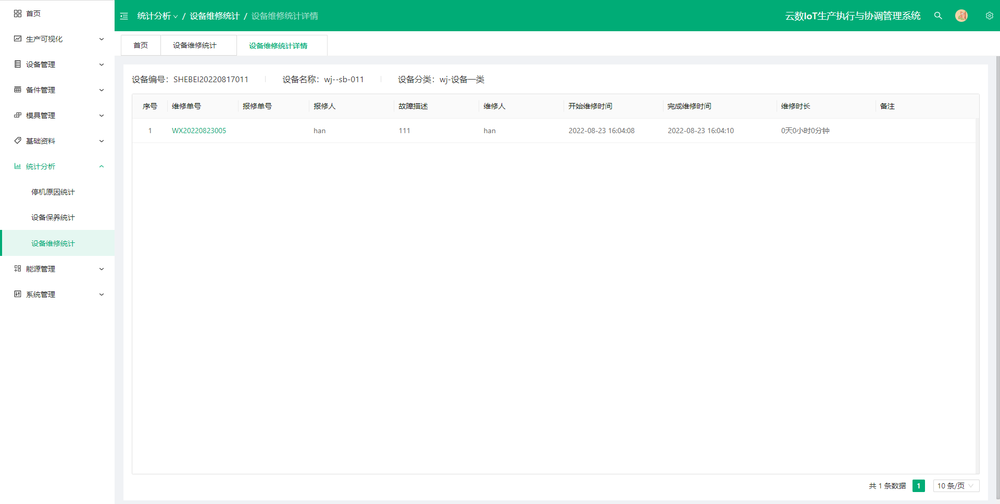 首页
生产可视化
设备管理
备件管理
模具管理
基础资料
统计分析
停机原因统计
设备保养统计
设备维修统计
能源管理
系统管理
统计分析 / 设备维修统计 / 设备维修统计详情
云数IoT生产执行与协调管理系统
首页 设备维修统计 设备维修统计详情
设备编号：SHEBEI20220817011 设备名称：wj--sb-011 设备分类：wj-设备一类
序号 维修单号 报修单号 报修人 故障描述 维修人 开始维修时间 完成维修时间 维修时长 备注
1 WX20220823005 han 111 han 2022-08-23 16:04:08 2022-08-23 16:04:10 0天0小时0分钟
共 1 条数据 1 10 条/页